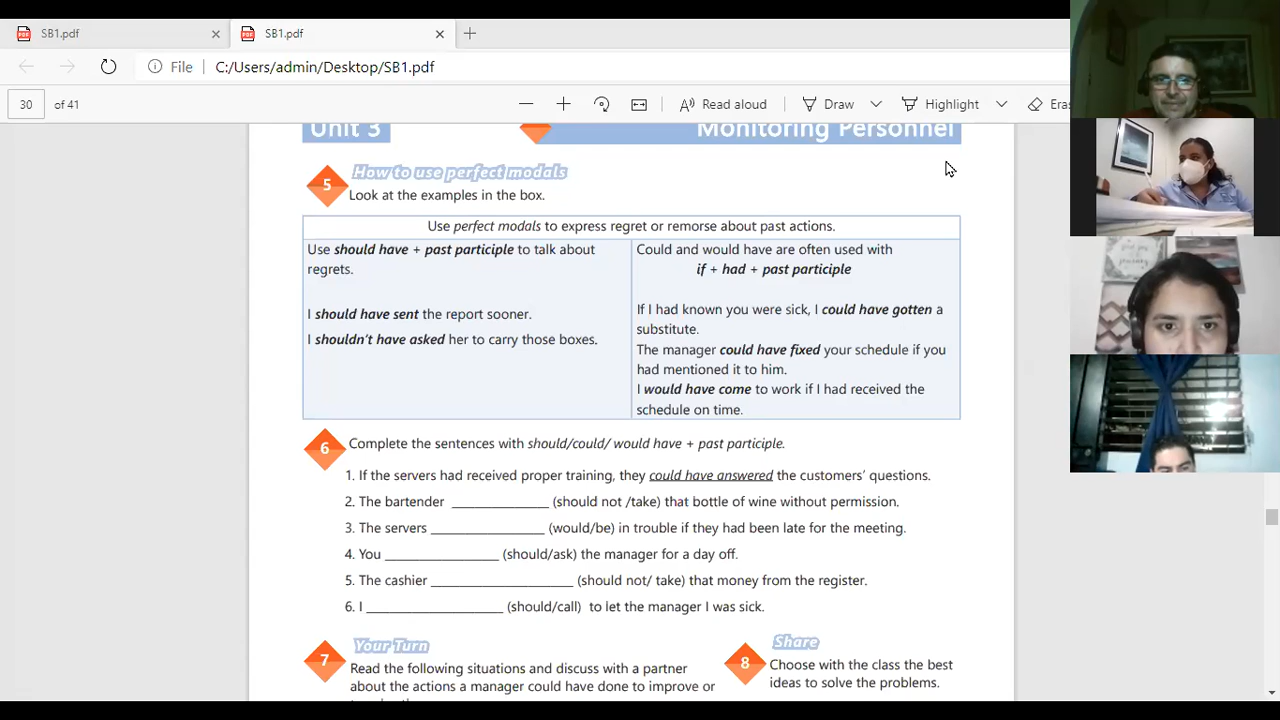 SB1.pdf
SB1.pdf
File C:/Users/admin/Desktop/SB1.pdf
30 of 41
Read aloud
Draw
Highlight
Unit 3
Monitoring Personnel
5
How to use perfect modals
Look at the examples in the box.
Use perfect modals to express regret or remorse about past actions.
Use should have + past participle to talk about
regrets.
I should have sent the report sooner.
I shouldn't have asked her to carry those boxes.
Could and would have are often used with
if + had + past participle
If I had known you were sick, I could have gotten a
substitute.
The manager could have fixed your schedule if you
had mentioned it to him.
I would have come to work if I had received the
schedule on time.
6
Complete the sentences with should/could/ would have + past participle.
1. If the servers had received proper training, they could have answered the customers' questions.
2. The bartender _______________ (should not /take) that bottle of wine without permission.
3. The servers _________________ (would/be) in trouble if they had been late for the meeting.
4. You _________________ (should/ask) the manager for a day off.
5. The cashier _____________________ (should not/ take) that money from the register.
6. I ____________________ (should/call) to let the manager I was sick.
7
Your Turn
Read the following situations and discuss with a partner
about the actions a manager could have done to improve or
8
Share
Choose with the class the best
ideas to solve the problems.